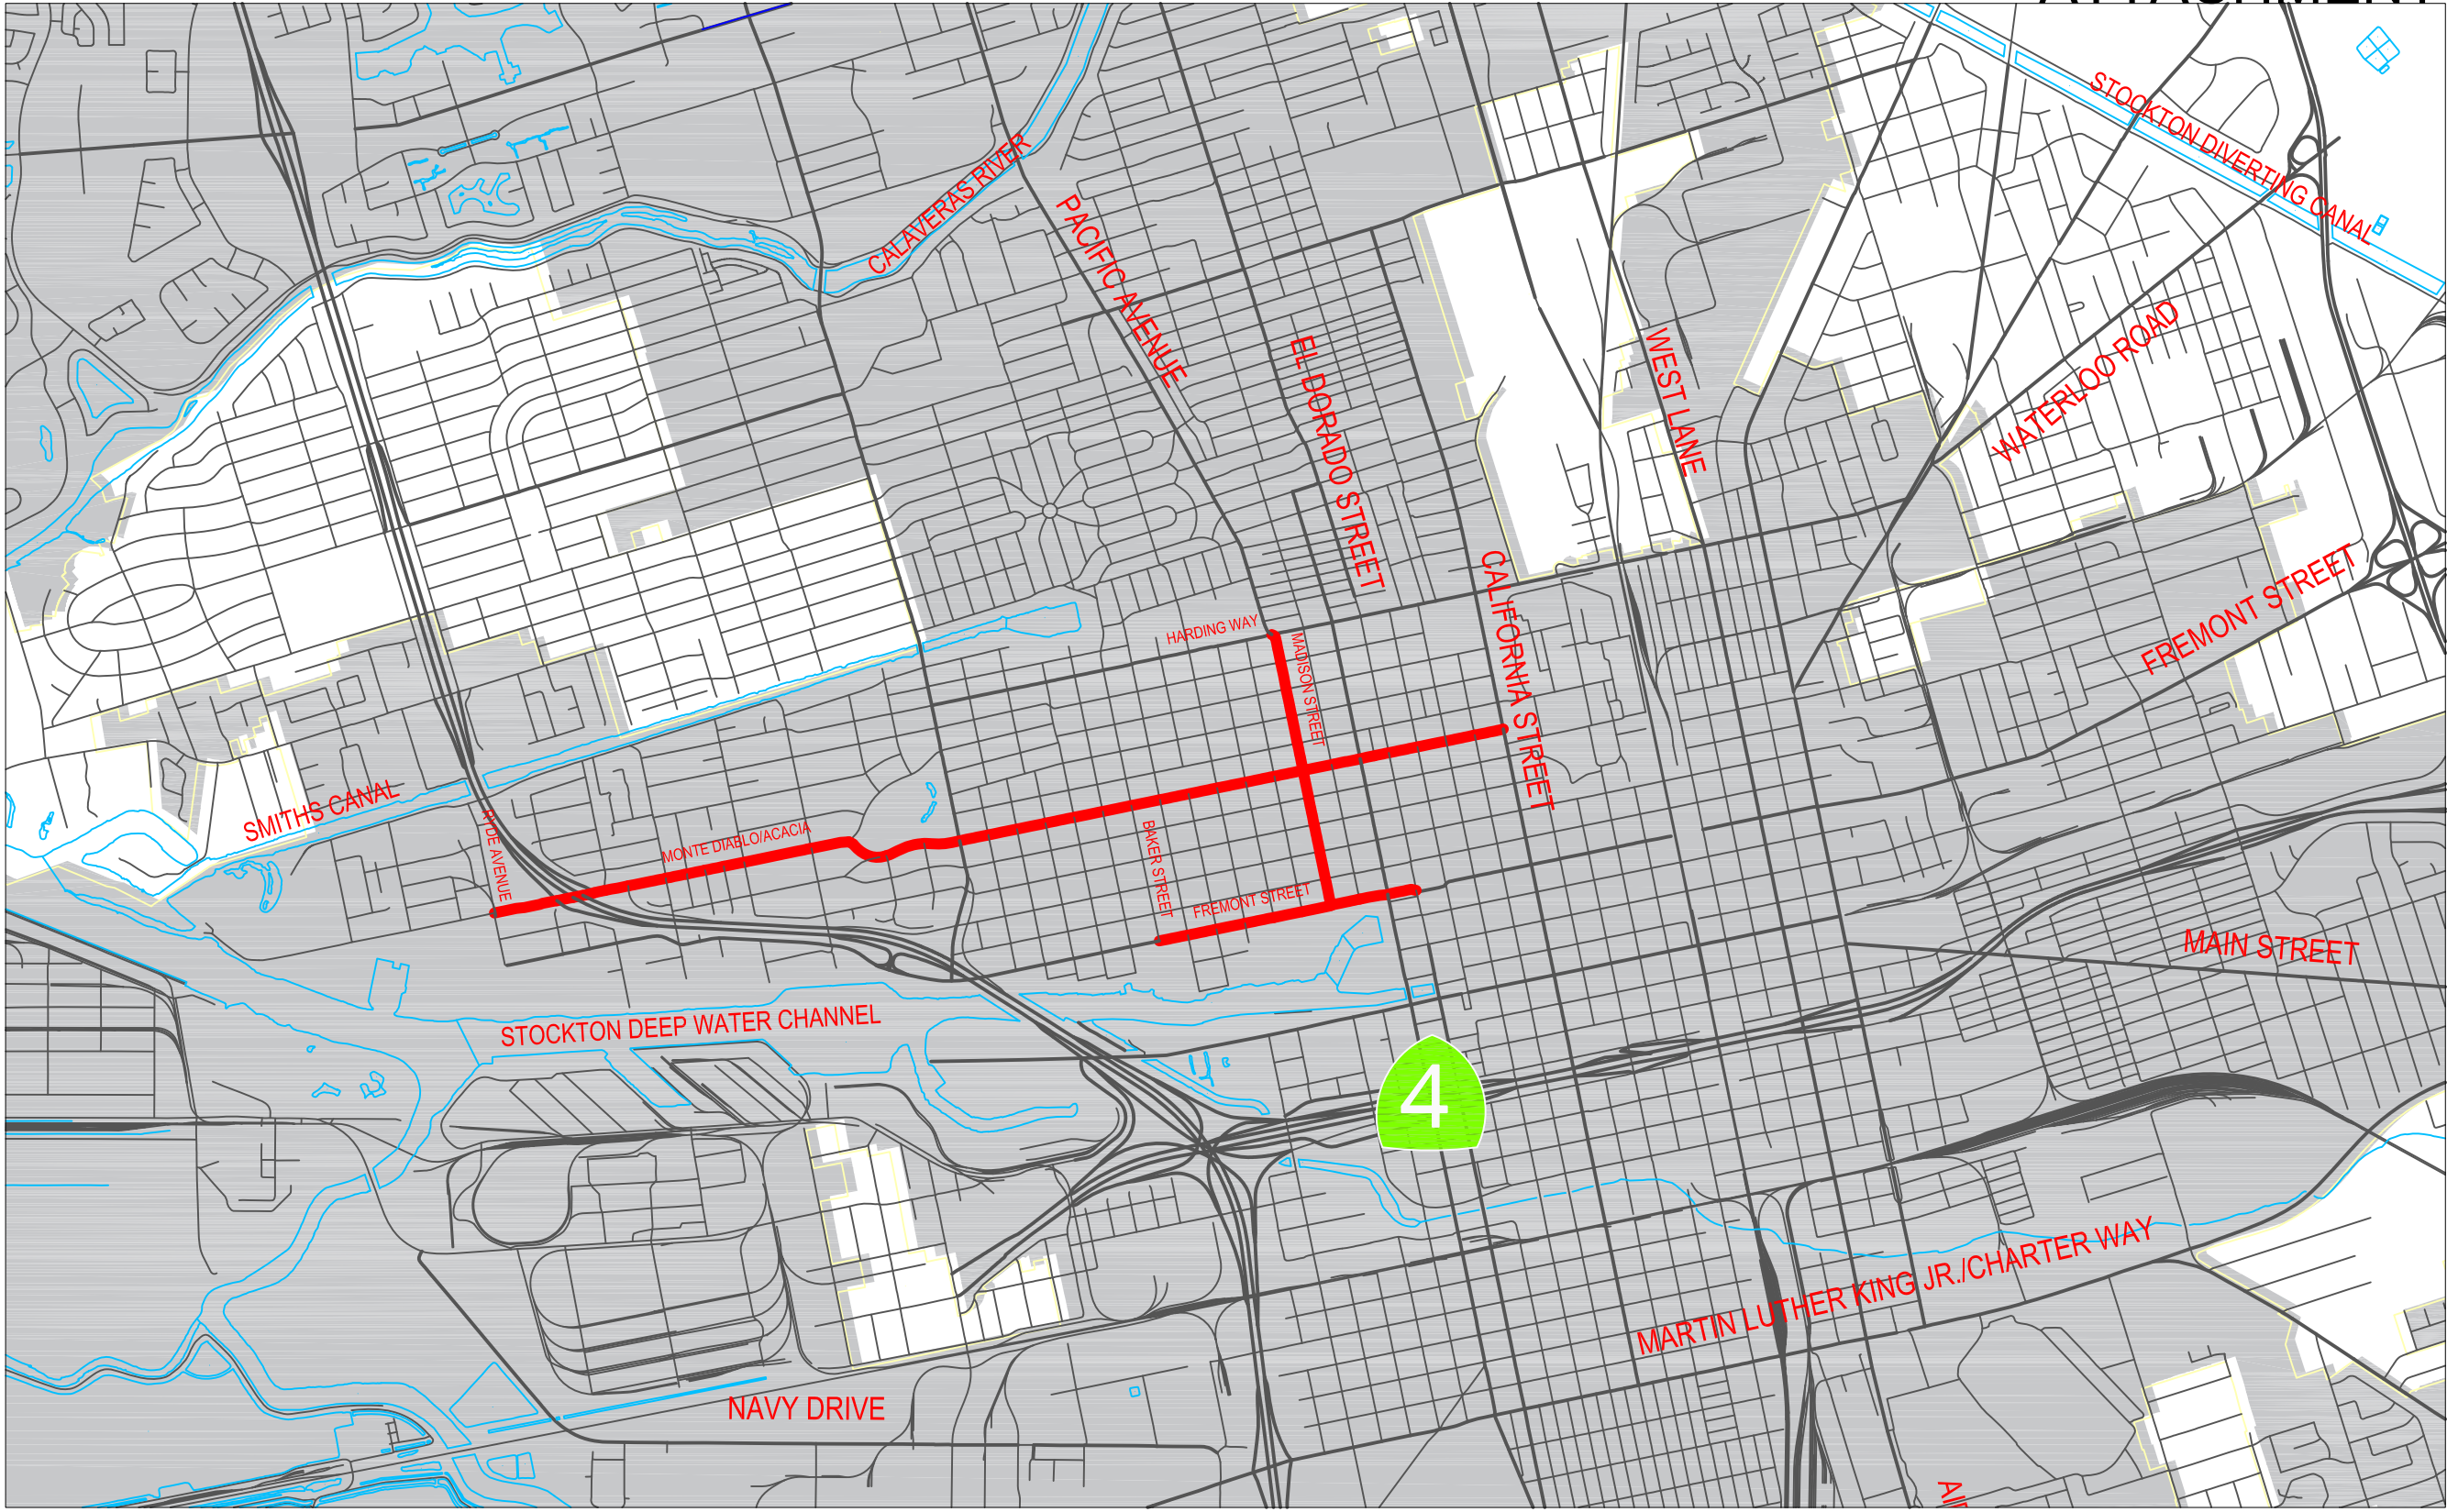 STOCKTON DIVERTING CANAL
CALAVERAS RIVER
PACIFIC AVENUE
EL DORADO STREET
WEST LANE
WATERLOO ROAD
CALIFORNIA STREET
FREMONT STREET
HARDING WAY
MADISON STREET
SMITHS CANAL
RYDE AVENUE
MONTE DIABLO/ACACIA
BAKER STREET
FREMONT STREET
MAIN STREET
STOCKTON DEEP WATER CHANNEL
4
MARTIN LUTHER KING JR./CHARTER WAY
NAVY DRIVE